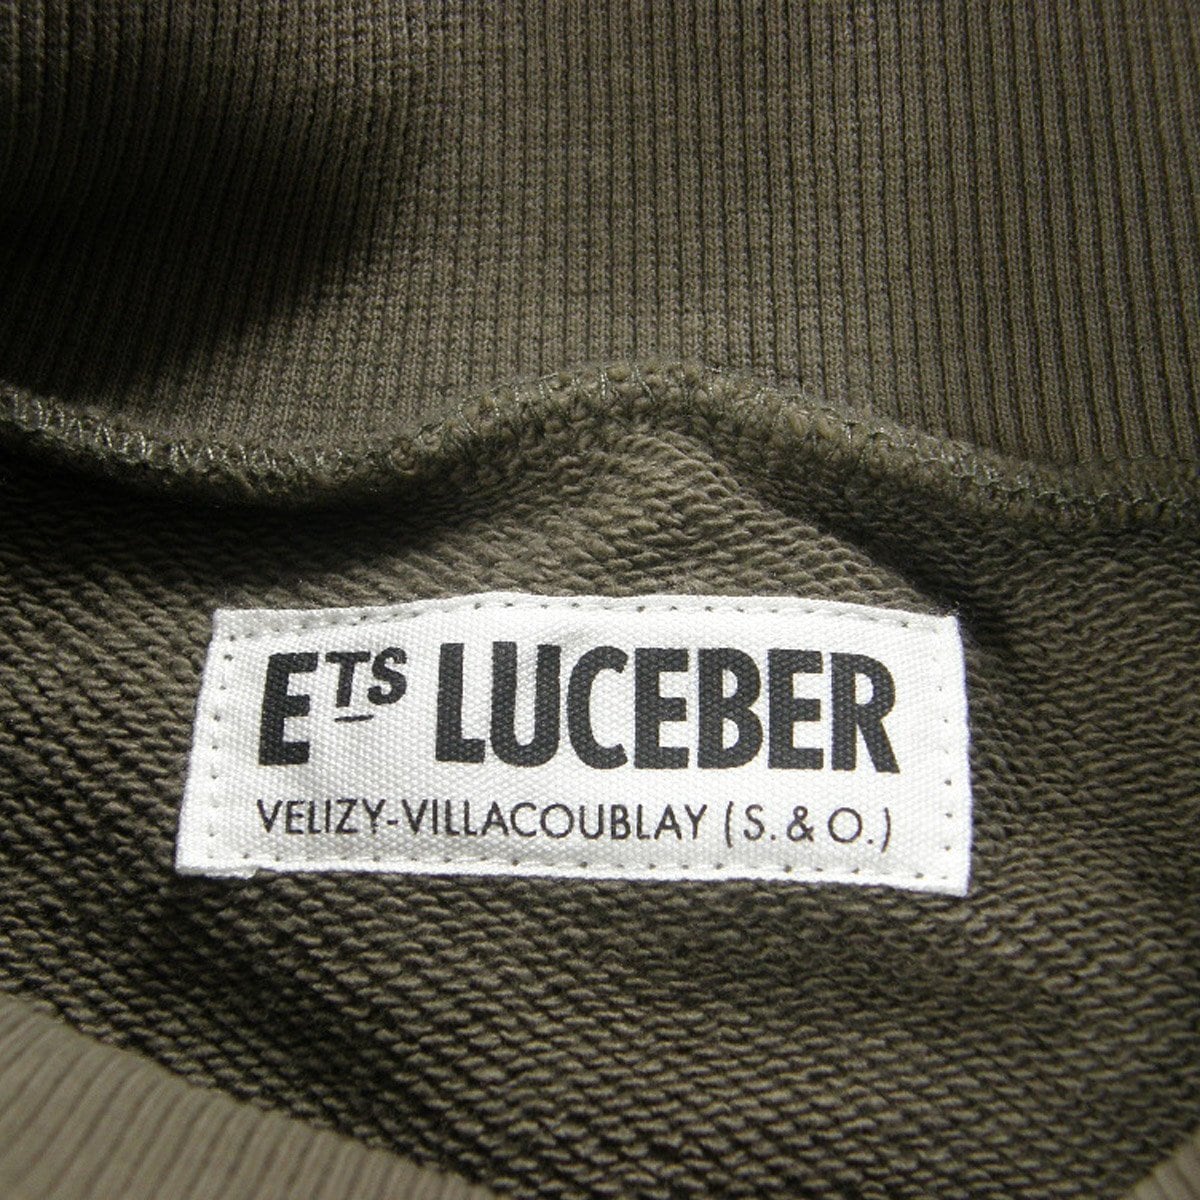 ETS LUCEBER
VELIZY-VILLACOUBLAY (S. & O.)